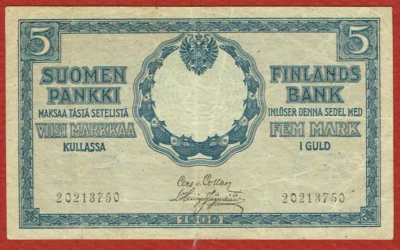 5
5
SUOMEN
PANKKI
MAKSAA TÄSTÄ SETELISTÄ
VIISI MARKKAA
KULLASSA
FINLANDS
BANK
INLÖSER DENNA SEDEL MED
FEM MARK
I GULD
20213750
20213750
1909